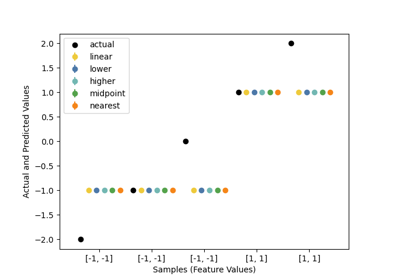 actual
linear
lower
higher
midpoint
nearest
2.0
1.5
1.0
0.5
0.0
−0.5
−1.0
−1.5
−2.0
Actual and Predicted Values
[-1, -1] [-1, -1] [-1, -1] [1, 1] [1, 1]
Samples (Feature Values)